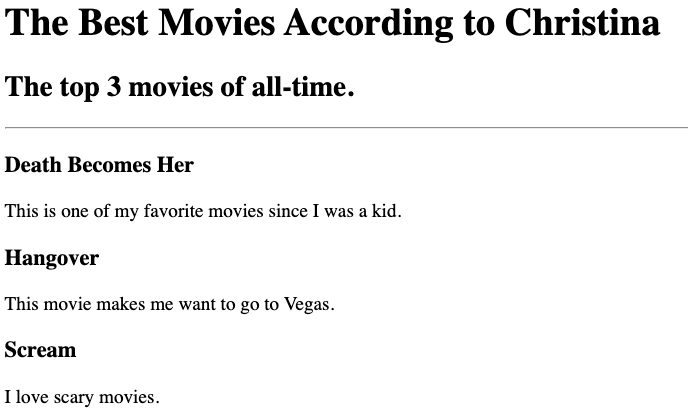 The Best Movies According to Christina
The top 3 movies of all-time.
Death Becomes Her
This is one of my favorite movies since I was a kid.
Hangover
This movie makes me want to go to Vegas.
Scream
I love scary movies.